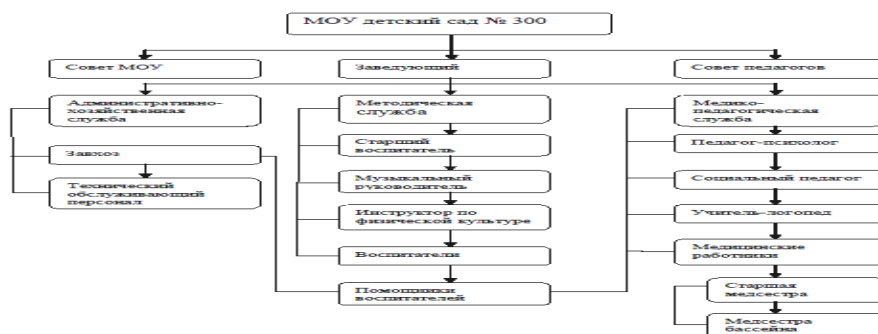 МОУ детский сад № 300
Совет МОУ
Заведующий
Совет педагогов
Административно-
хозяйственная
служба
Завхоз
Технический
обслуживающий
персонал
Методическая
служба
Старший
воспитатель
Музыкальный
руководитель
Инструктор по
физической культуре
Воспитатели
Помощники
воспитателей
Медико-
педагогическая
служба
Педагог-психолог
Социальный педагог
Учитель-логопед
Медицинские
работники
Старшая
медсестра
Медсестра
бассейна